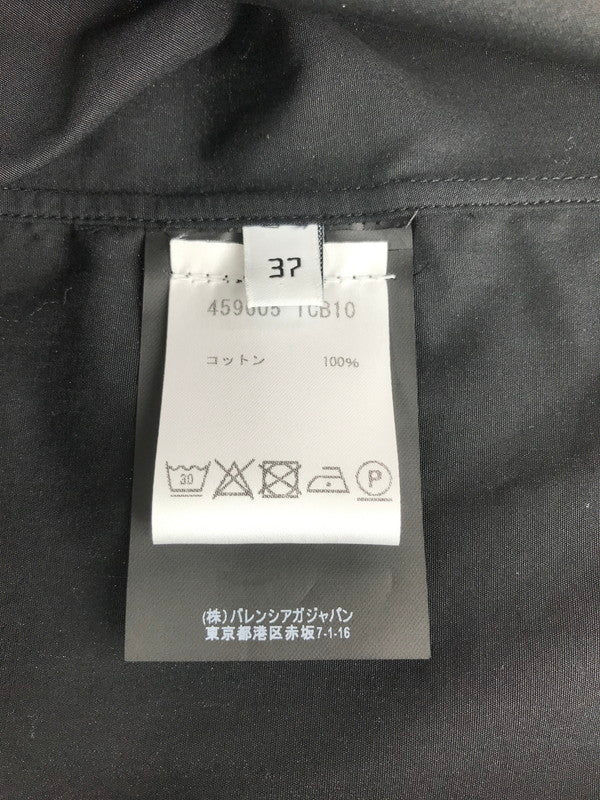 37
459605 TCB10
コットン 100%
30
P
(株)バレンシアガジャパン
東京都港区赤坂7-1-16